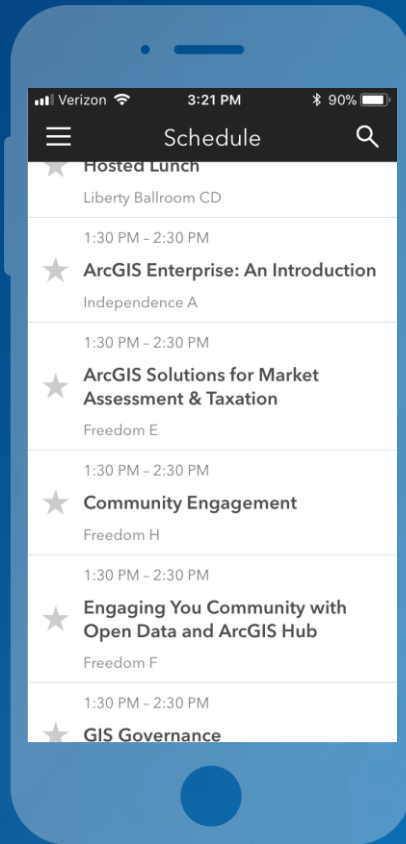 Verizon 3:21 PM 90%
Schedule
Hosted Lunch
Liberty Ballroom CD
1:30 PM – 2:30 PM
ArcGIS Enterprise: An Introduction
Independence A
1:30 PM – 2:30 PM
ArcGIS Solutions for Market
Assessment & Taxation
Freedom E
1:30 PM – 2:30 PM
Community Engagement
Freedom H
1:30 PM – 2:30 PM
Engaging You Community with
Open Data and ArcGIS Hub
Freedom F
1:30 PM – 2:30 PM
GIS Governance